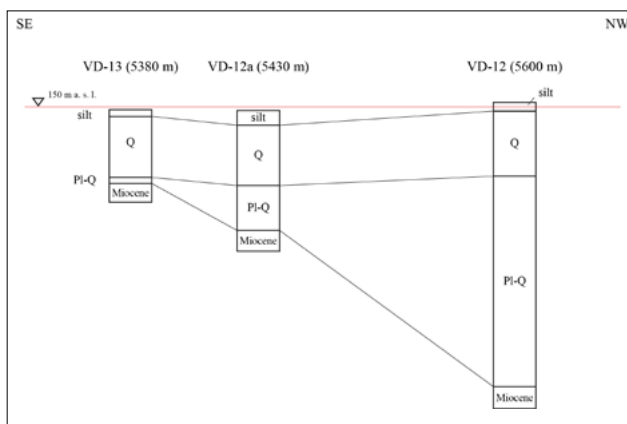 SE
NW
VD-13 (5380 m)
VD-12a (5430 m)
VD-12 (5600 m)
150 m a. s. l.
silt
silt
silt
Q
Q
Q
Pl-Q
Pl-Q
Pl-Q
Miocene
Miocene
Miocene